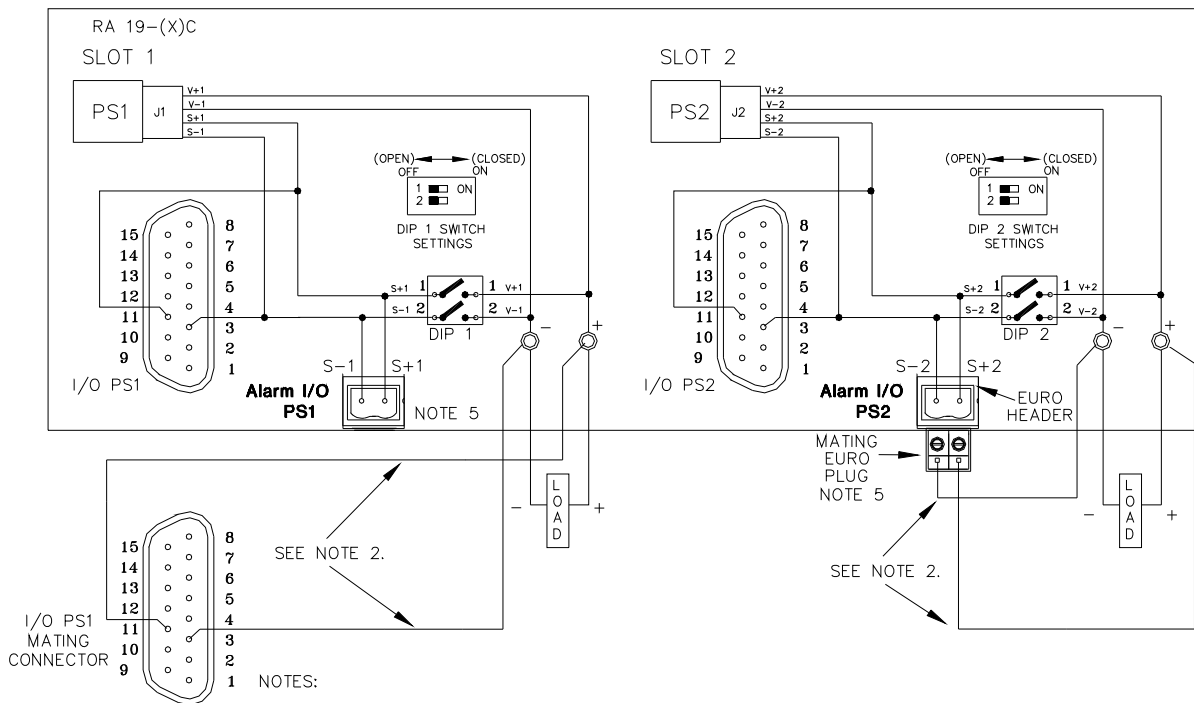 RA 19-(X)C
SLOT 1
PS1
J1
V+1
V-1
S+1
S-1
(OPEN) (CLOSED)
OFF ON
1 ON
2
DIP 1 SWITCH
SETTINGS
15
14
13
12
11
10
9
8
7
6
5
4
3
2
1
I/O PS1
S+1 1 1 V+1
S-1 2 2 V-1
DIP 1
- +
S-1 S+1
Alarm I/O
PS1
NOTE 5
- LOAD +
SEE NOTE 2.
15
14
13
12
11
10
9
8
7
6
5
4
3
2
1
I/O PS1
MATING
CONNECTOR
NOTES:
SLOT 2
PS2
J2
V+2
V-2
S+2
S-2
(OPEN) (CLOSED)
OFF ON
1 ON
2
DIP 2 SWITCH
SETTINGS
15
14
13
12
11
10
9
8
7
6
5
4
3
2
1
I/O PS2
S+2 1 1 V+2
S-2 2 2 V-2
DIP 2
- +
S-2 S+2
Alarm I/O
PS2
EURO
HEADER
MATING
EURO
PLUG
NOTE 5
- LOAD +
SEE NOTE 2.